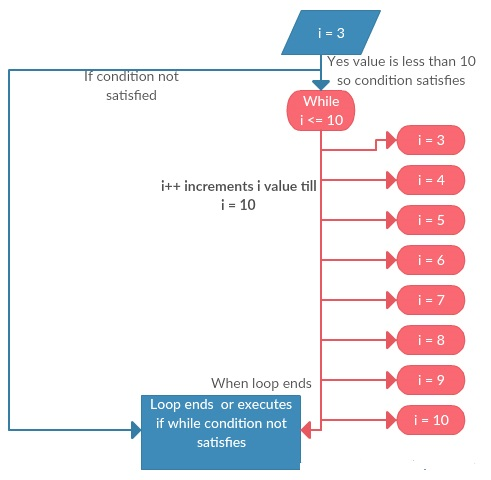 i = 3
Yes value is less than 10
so condition satisfies
If condition not
satisfied
While
i <= 10
i = 3
i++ increments i value till
i = 10
i = 4
i = 5
i = 6
i = 7
i = 8
i = 9
When loop ends
Loop ends or executes
if while condition not
satisfies
i = 10